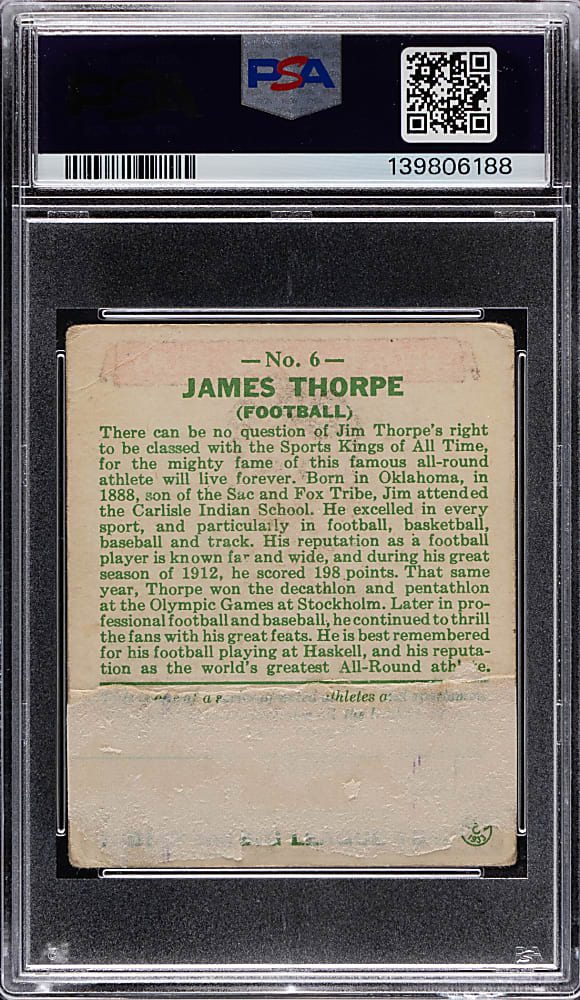 PSA
139806188
— No. 6 —
JAMES THORPE
(FOOTBALL)
There can be no question of Jim Thorpe's right
to be classed with the Sports Kings of All Time,
for the mighty fame of this famous all-round
athlete will live forever. Born in Oklahoma, in
1888, son of the Sac and Fox Tribe, Jim attended
the Carlisle Indian School. He excelled in every
sport, and particularly in football, basketball,
baseball and track. His reputation as a football
player is known far and wide, and during his great
season of 1912, he scored 198 points. That same
year, Thorpe won the decathlon and pentathlon
at the Olympic Games at Stockholm. Later in pro-
fessional football and baseball, he continued to thrill
the fans with his great feats. He is best remembered
for his football playing at Haskell, and his reputa-
tion as the world's greatest All-Round athlete.
of a athletes
1933